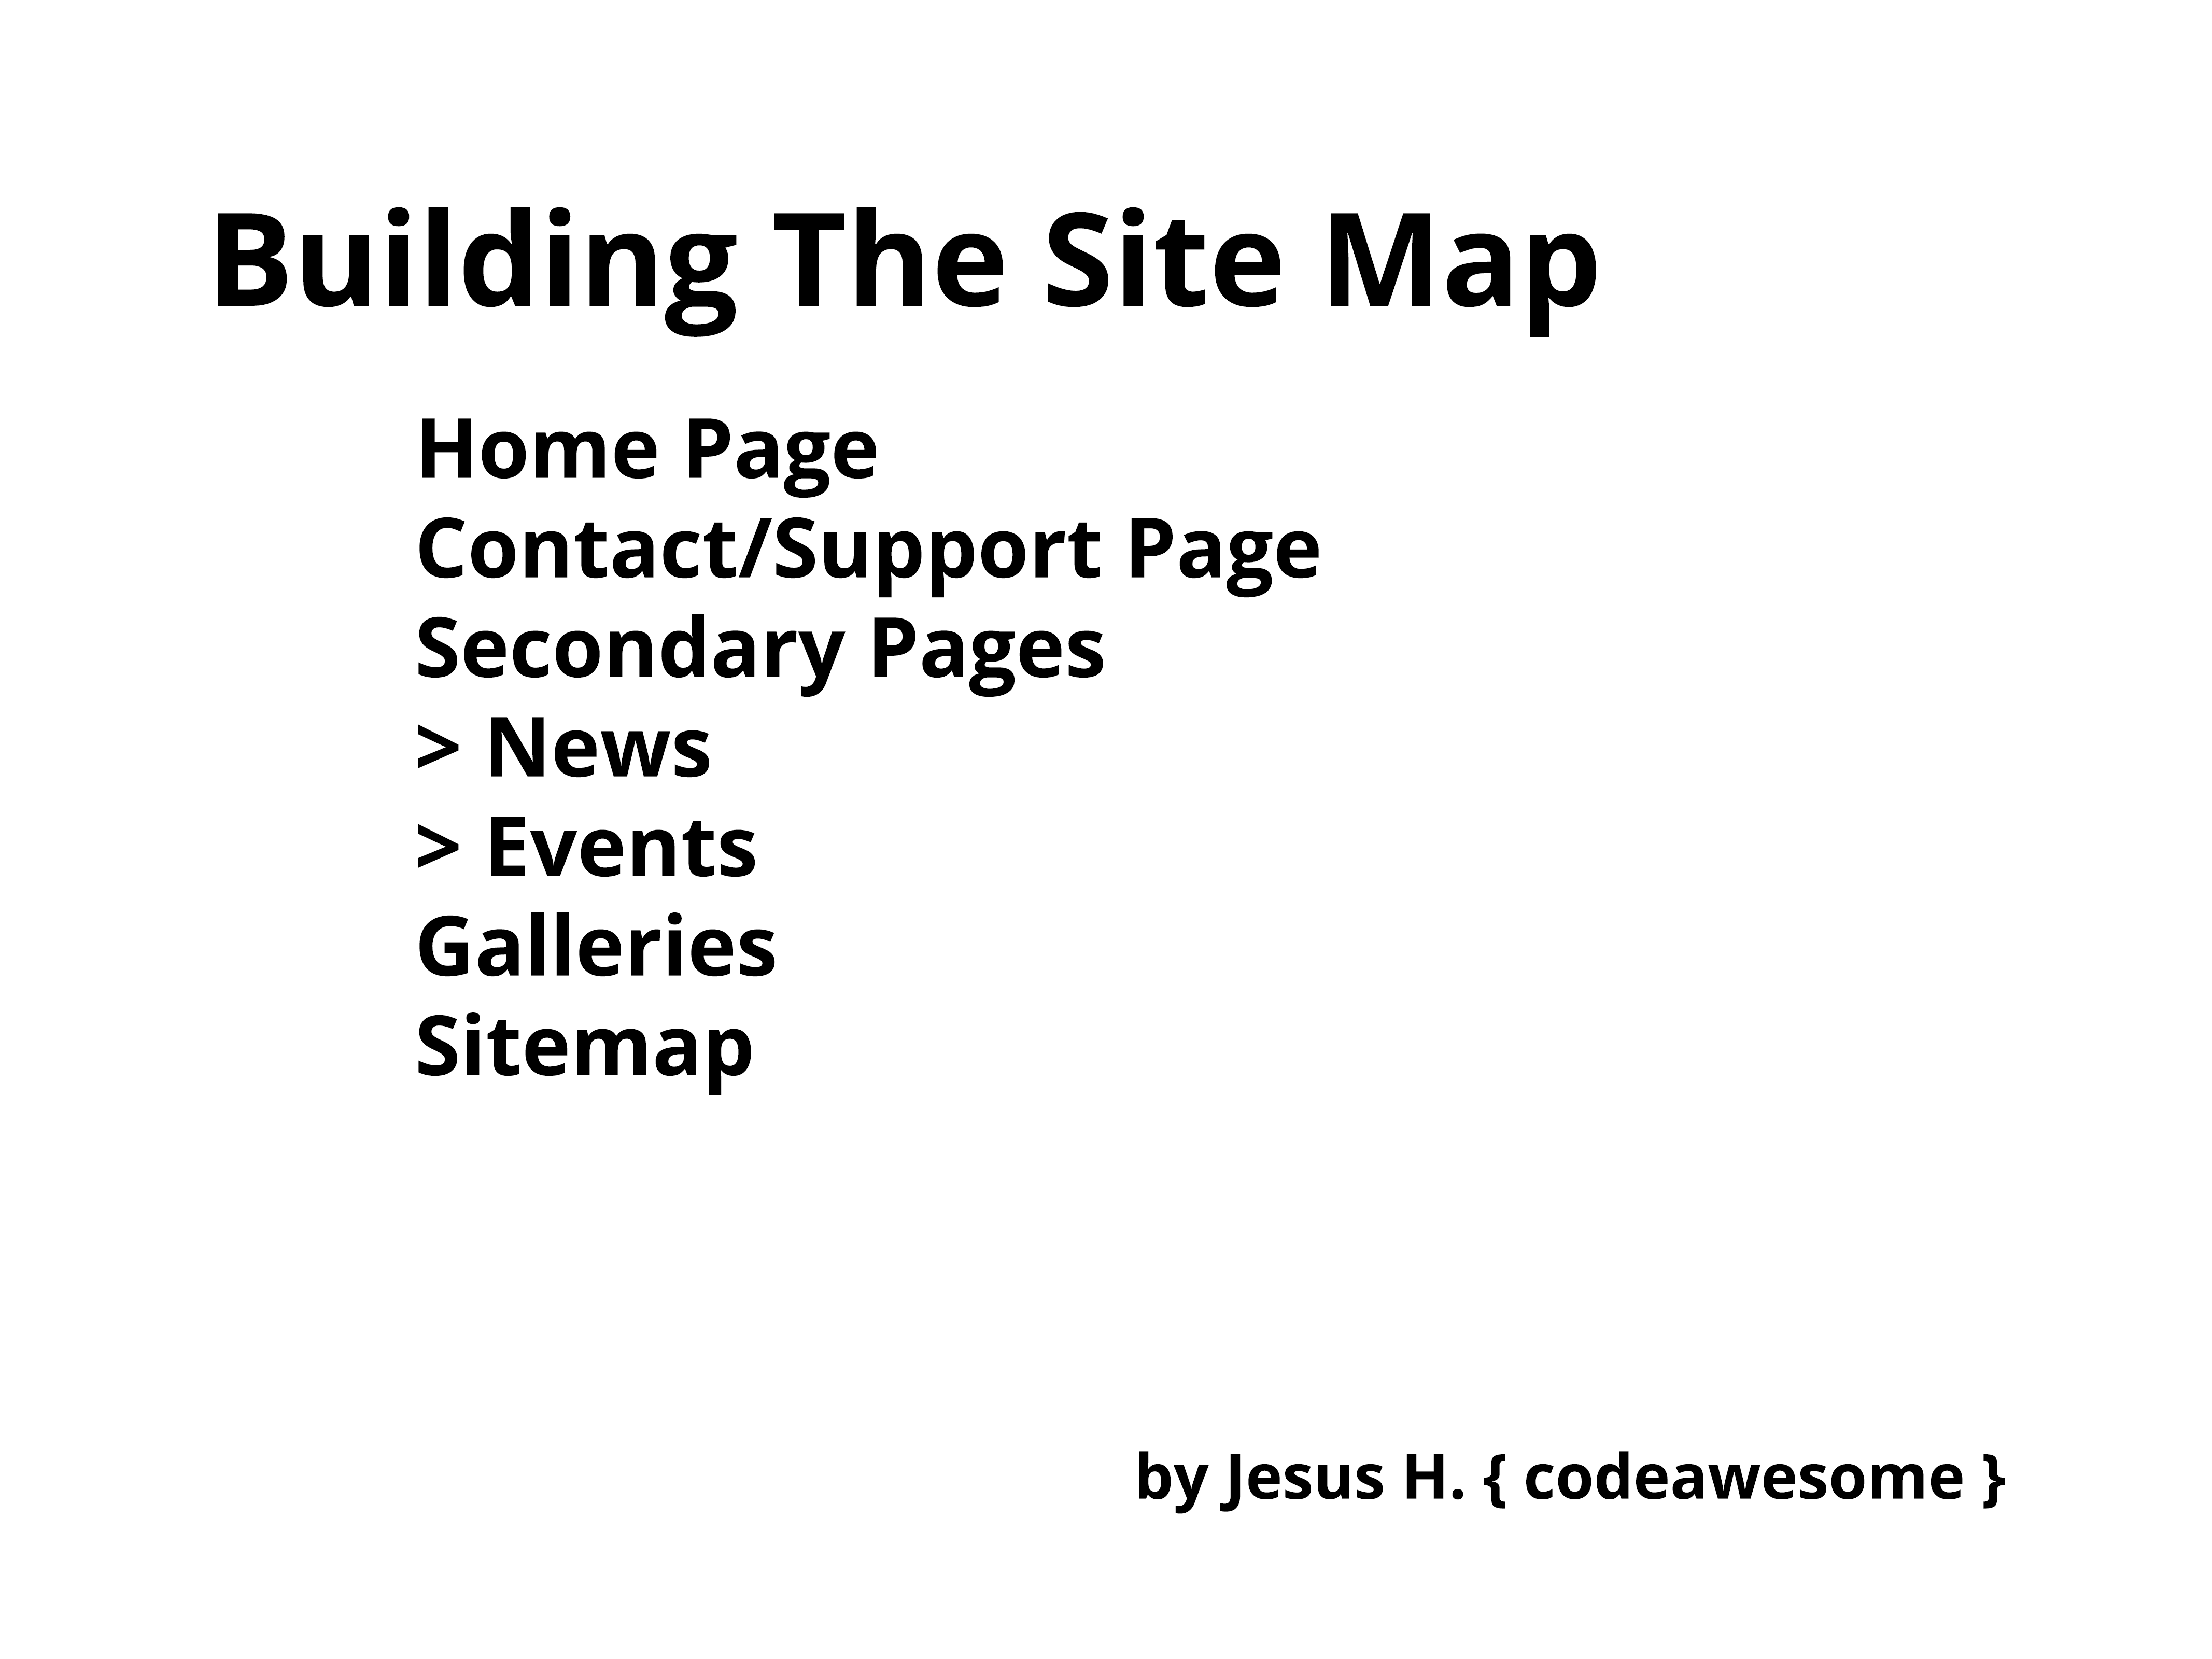 Building The Site Map
Home Page
Contact/Support Page
Secondary Pages
> News
> Events
Galleries
Sitemap
by Jesus H. { codeawesome }